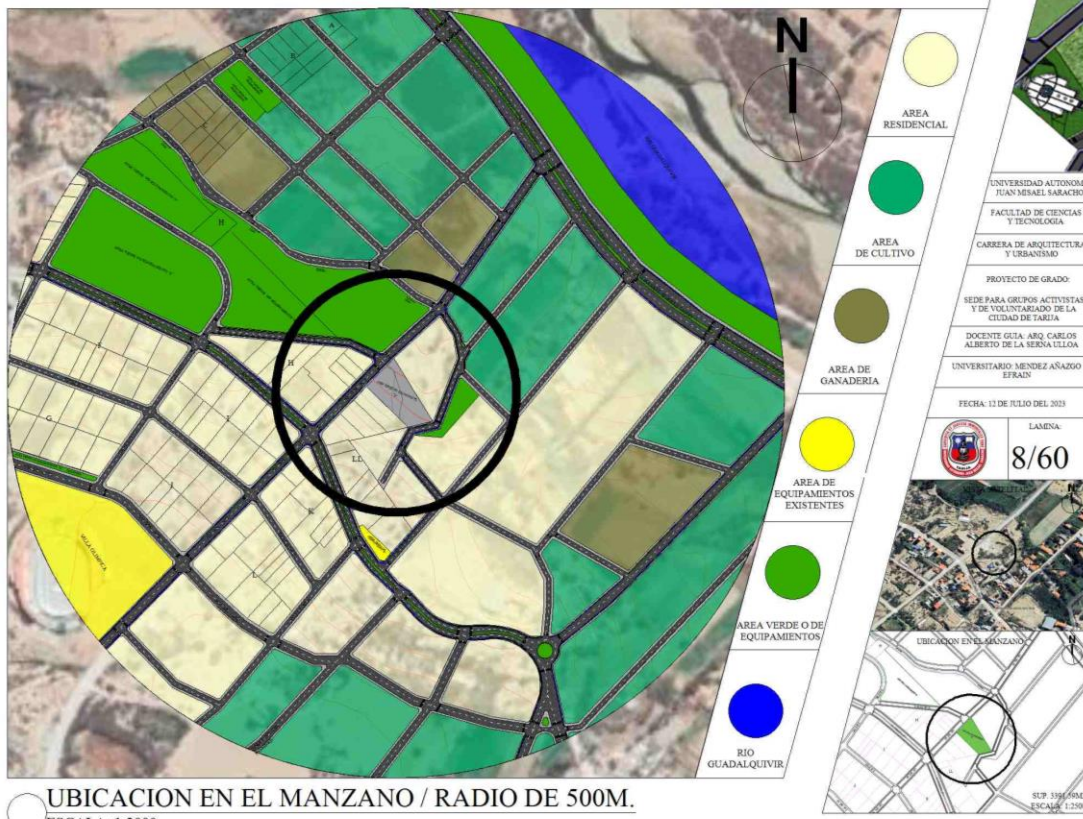 N
AREA
RESIDENCIAL
AREA
DE CULTIVO
AREA DE
GANADERIA
AREA DE
EQUIPAMIENTOS
EXISTENTES
AREA VERDE O DE
EQUIPAMIENTOS
RIO
GUADALQUIVIR
A
B
H
H
S
G
I
J
K
L
LL
VILLA OLIMPICA
UBICACION EN EL MANZANO / RADIO DE 500M.
UNIVERSIDAD AUTONOM
JUAN MISAEL SARACHO
FACULTAD DE CIENCIAS
Y TECNOLOGIA
CARRERA DE ARQUITECTURA
Y URBANISMO
PROYECTO DE GRADO:
SEDE PARA GRUPOS ACTIVISTAS
Y DE VOLUNTARIADO DE LA
CIUDAD DE TARIJA
DOCENTE GUIA: ARQ. CARLOS
ALBERTO DE LA SERNA ULLOA
UNIVERSITARIO: MENDEZ AÑAZGO
EFRAIN
FECHA: 12 DE JULIO DEL 2023
LAMINA:
8/60
N
UBICACION EN EL MANZANO
N